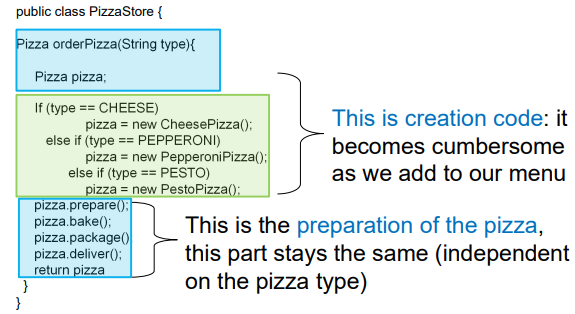 public class PizzaStore {
Pizza orderPizza(String type){
Pizza pizza;
If (type == CHEESE)
pizza = new CheesePizza();
else if (type == PEPPERONI)
pizza = new PepperoniPizza();
else if (type == PESTO)
pizza = new PestoPizza();
This is creation code: it
becomes cumbersome
as we add to our menu
pizza.prepare();
pizza.bake();
pizza.package()
pizza.deliver();
return pizza
}
}
This is the preparation of the pizza,
this part stays the same (independent
on the pizza type)